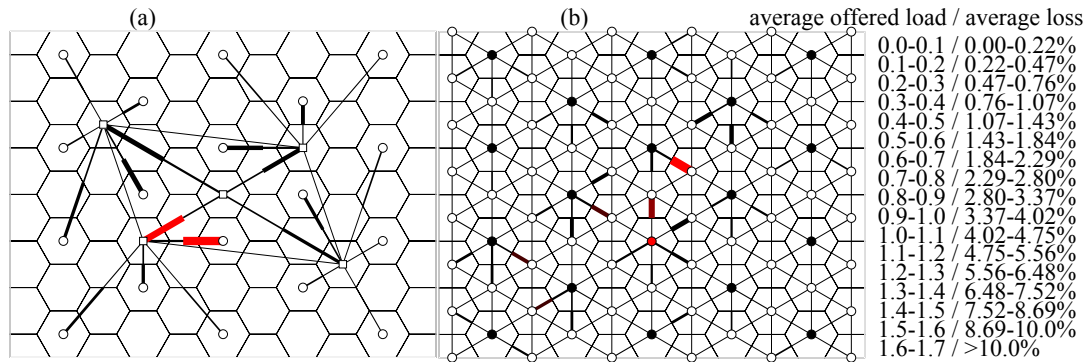 (a)
(b)
average offered load / average loss
0.0-0.1 / 0.00-0.22%
0.1-0.2 / 0.22-0.47%
0.2-0.3 / 0.47-0.76%
0.3-0.4 / 0.76-1.07%
0.4-0.5 / 1.07-1.43%
0.5-0.6 / 1.43-1.84%
0.6-0.7 / 1.84-2.29%
0.7-0.8 / 2.29-2.80%
0.8-0.9 / 2.80-3.37%
0.9-1.0 / 3.37-4.02%
1.0-1.1 / 4.02-4.75%
1.1-1.2 / 4.75-5.56%
1.2-1.3 / 5.56-6.48%
1.3-1.4 / 6.48-7.52%
1.4-1.5 / 7.52-8.69%
1.5-1.6 / 8.69-10.0%
1.6-1.7 / >10.0%